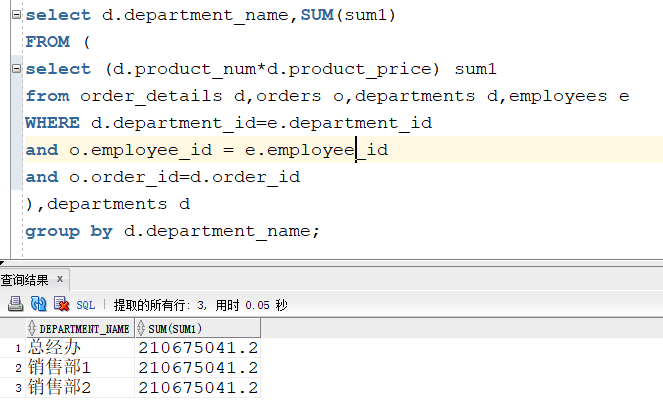 select d.department_name,SUM(sum1)
FROM (
select (d.product_num*d.product_price) sum1
from order_details d,orders o,departments d,employees e
WHERE d.department_id=e.department_id
and o.employee_id = e.employee_id
and o.order_id=d.order_id
),departments d
group by d.department_name;
查询结果 x
SQL | 提取的所有行: 3, 用时 0.05 秒
DEPARTMENT_NAME SUM(SUM1)
1 总经办 210675041.2
2 销售部1 210675041.2
3 销售部2 210675041.2